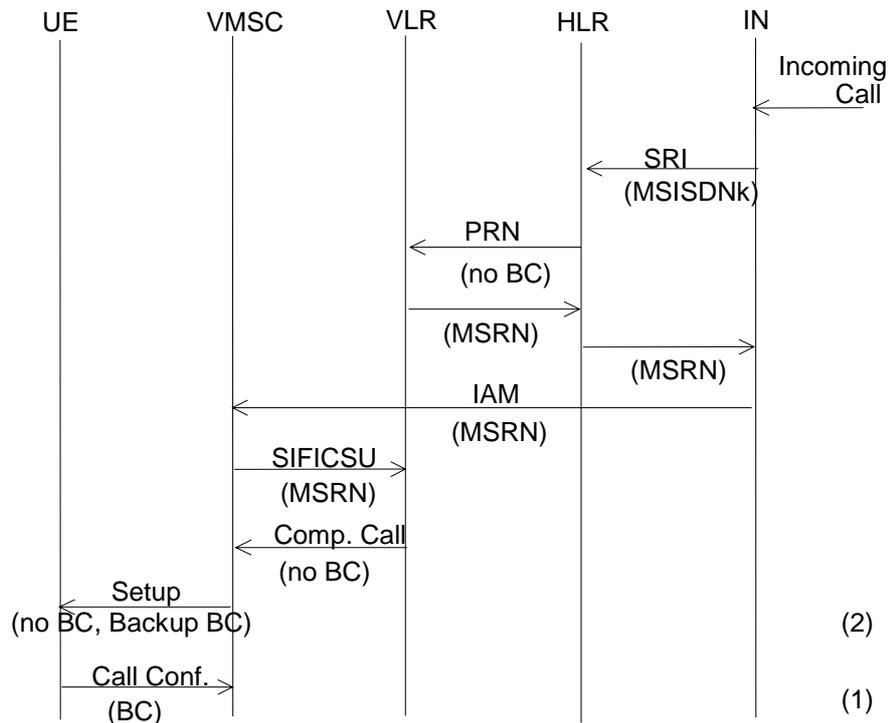 UE VMSC VLR HLR IN
Incoming
Call
SRI
(MSISDNk)
PRN
(no BC)
(MSRN)
(MSRN)
IAM
(MSRN)
SIFICSU
(MSRN)
Comp. Call
(no BC)
Setup
(no BC, Backup BC) (2)
Call Conf.
(BC) (1)